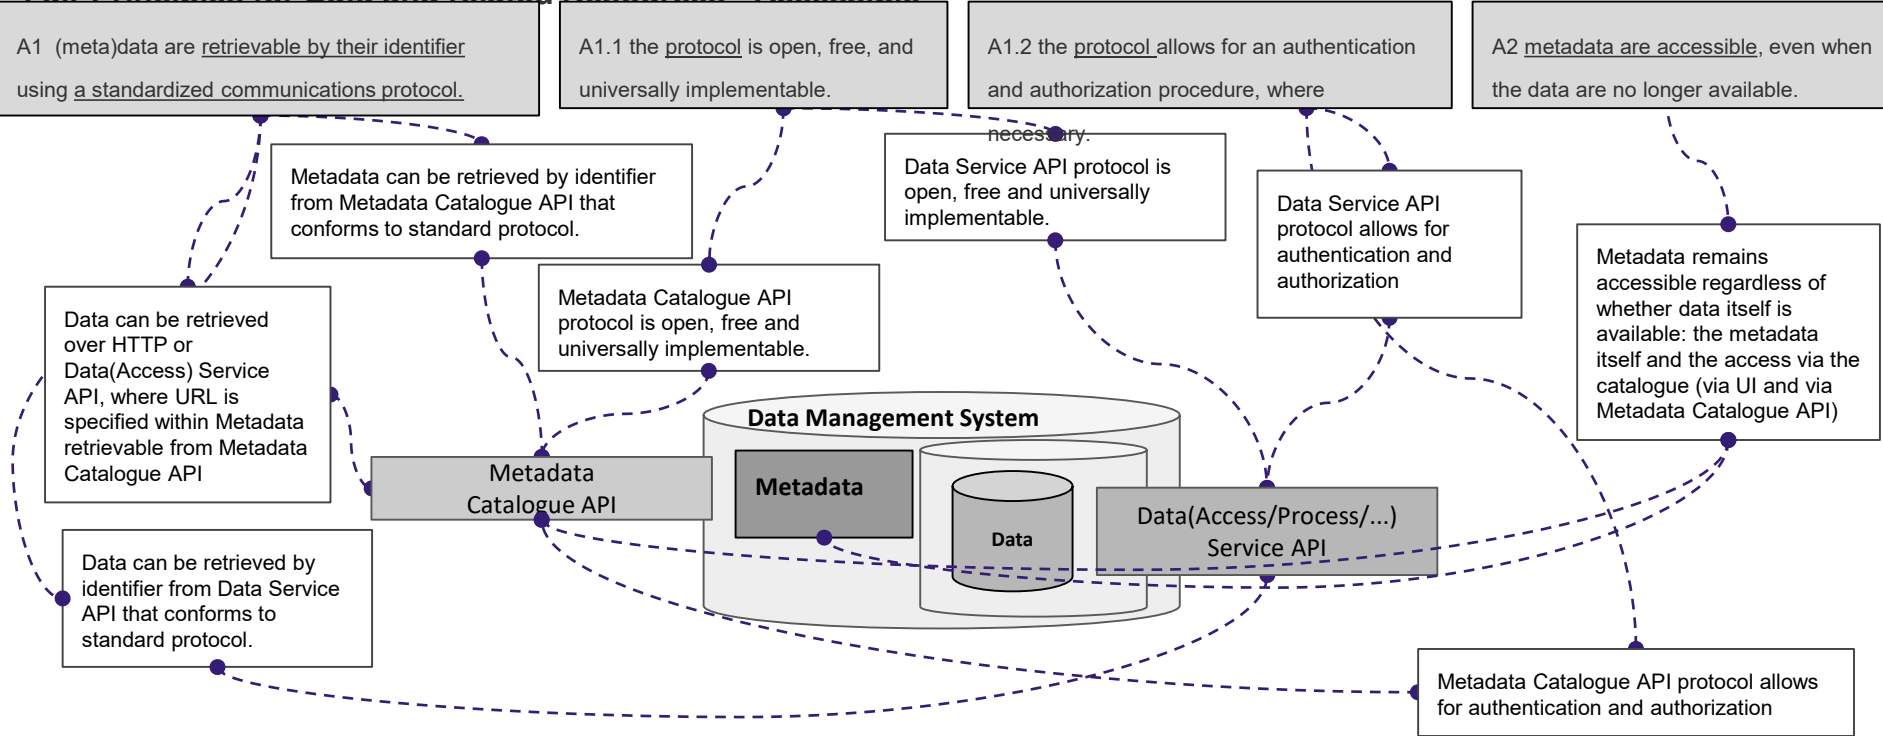 A1 (meta)data are retrievable by their identifier
using a standardized communications protocol.
A1.1 the protocol is open, free, and
universally implementable.
A1.2 the protocol allows for an authentication
and authorization procedure, where
necessary.
A2 metadata are accessible, even when
the data are no longer available.
Metadata can be retrieved by identifier
from Metadata Catalogue API that
conforms to standard protocol.
Data Service API protocol is
open, free and universally
implementable.
Data Service API
protocol allows for
authentication and
authorization
Metadata remains
accessible regardless of
whether data itself is
available: the metadata
itself and the access via the
catalogue (via UI and via
Metadata Catalogue API)
Metadata Catalogue API
protocol is open, free and
universally implementable.
Data can be retrieved
over HTTP or
Data(Access) Service
API, where URL is
specified within Metadata
retrievable from Metadata
Catalogue API
Data Management System
Metadata
Catalogue API
Metadata
Data
Data(Access/Process/...)
Service API
Data can be retrieved by
identifier from Data Service
API that conforms to
standard protocol.
Metadata Catalogue API protocol allows
for authentication and authorization